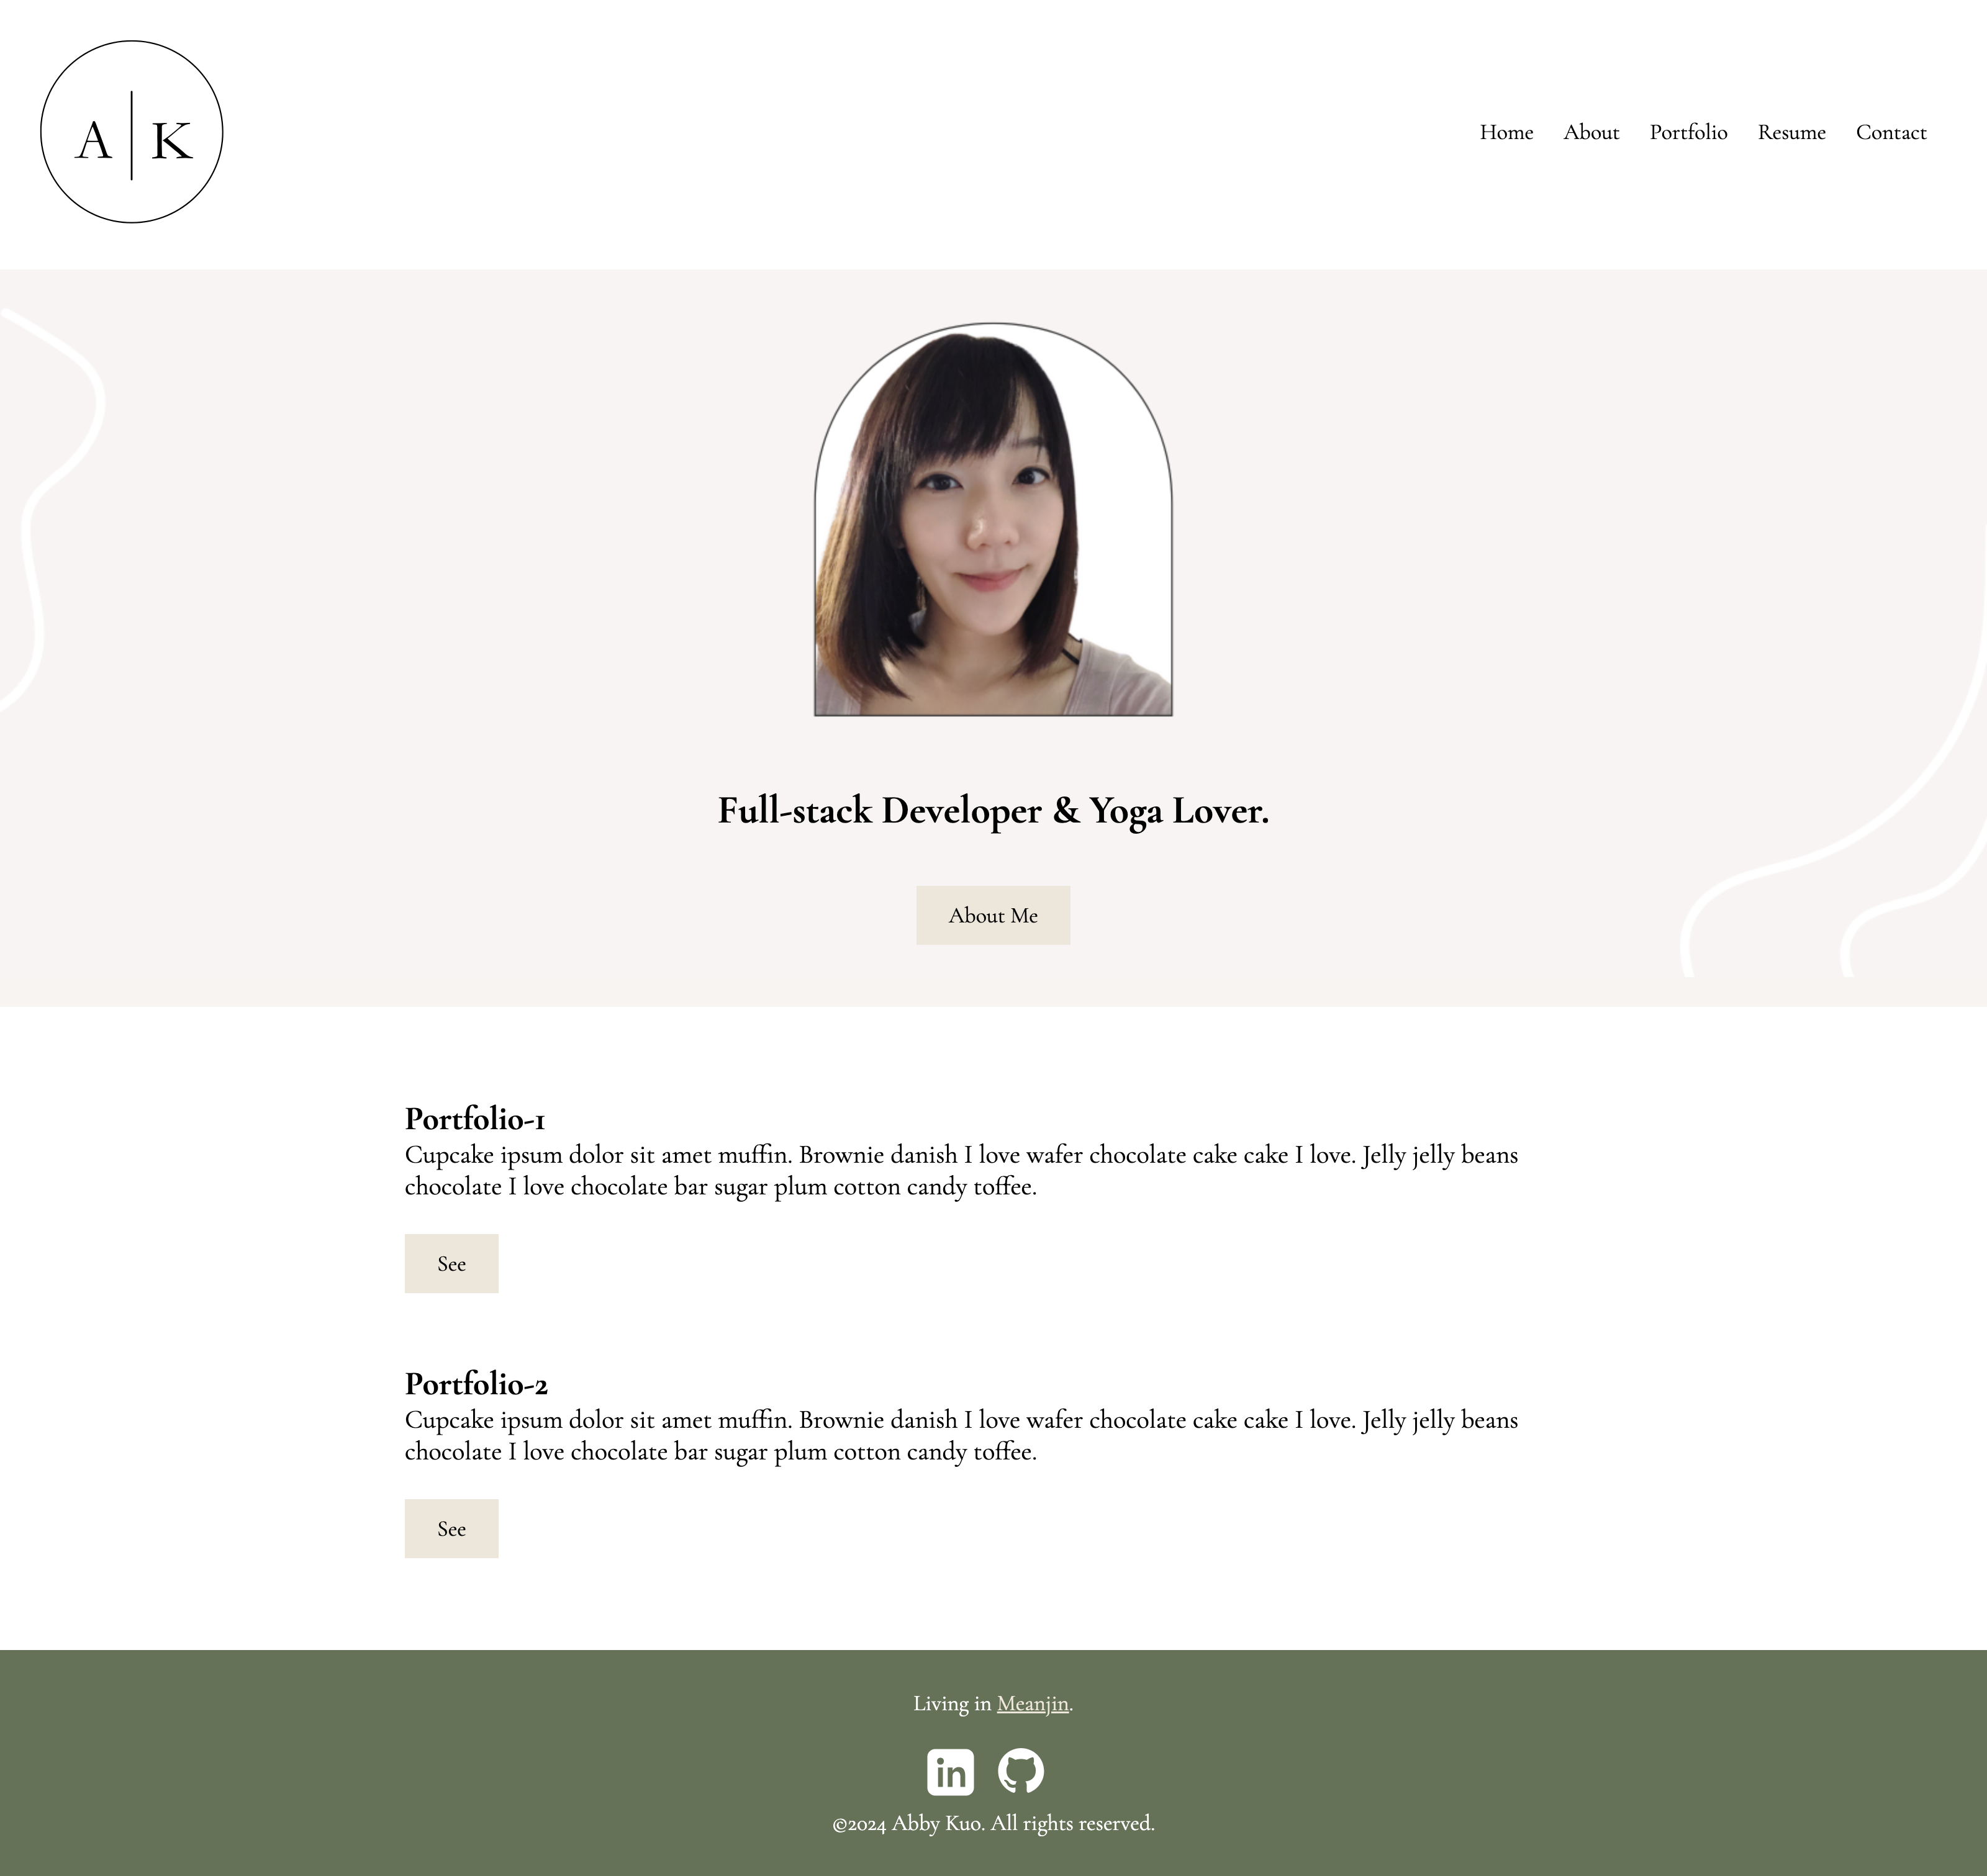 A | K
Home About Portfolio Resume Contact
Full-stack Developer & Yoga Lover.
About Me
Portfolio-1
Cupcake ipsum dolor sit amet muffin. Brownie danish I love wafer chocolate cake cake I love. Jelly jelly beans
chocolate I love chocolate bar sugar plum cotton candy toffee.
See
Portfolio-2
Cupcake ipsum dolor sit amet muffin. Brownie danish I love wafer chocolate cake cake I love. Jelly jelly beans
chocolate I love chocolate bar sugar plum cotton candy toffee.
See
Living in Meanjin.
in
©2024 Abby Kuo. All rights reserved.